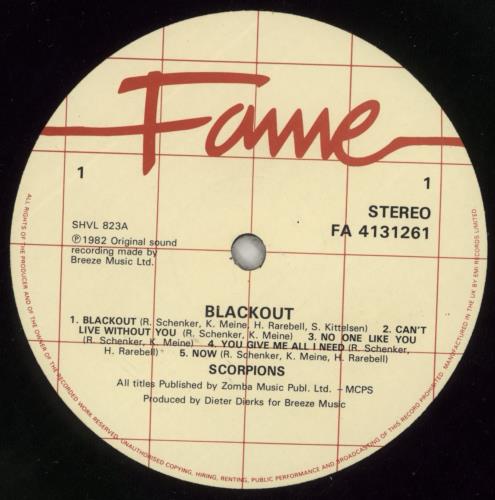 Fame
1
1
SHVL 823A
STEREO
FA 4131261
℗1982 Original sound
recording made by
Breeze Music Ltd.
BLACKOUT
1. BLACKOUT (R. Schenker, K. Meine, H. Rarebell, S. Kittelsen) 2. CAN'T
LIVE WITHOUT YOU (R. Schenker, K. Meine) 3. NO ONE LIKE YOU
(R. Schenker, K. Meine) 4. YOU GIVE ME ALL I NEED (R. Schenker,
H. Rarebell) 5. NOW (R. Schenker, K. Meine, H. Rarebell)
SCORPIONS
All titles Published by Zomba Music Publ. Ltd. –MCPS
Produced by Dieter Dierks for Breeze Music
ALL RIGHTS OF THE PRODUCER AND OF THE OWNER OF THE RECORDED WORK RESERVED. UNAUTHORISED COPYING, HIRING, RENTING, PUBLIC PERFORMANCE AND BROADCASTING OF THIS RECORD PROHIBITED. MANUFACTURED IN THE UK BY EMI RECORDS LIMITED.